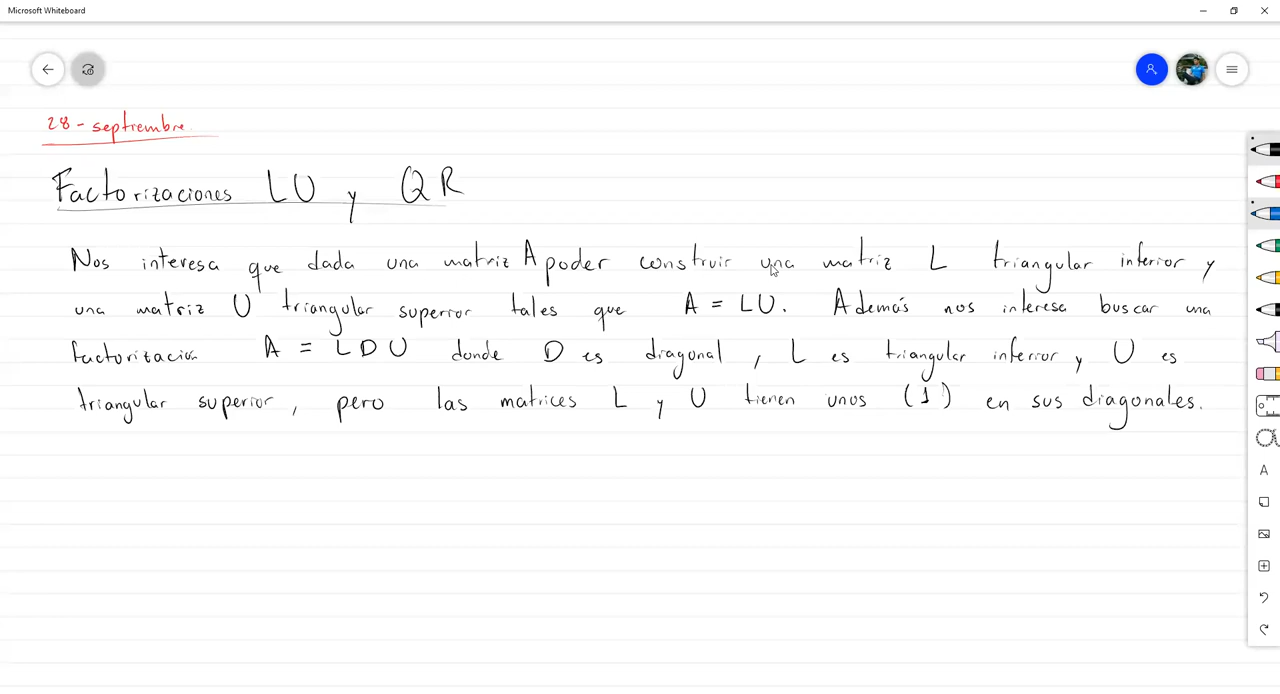 Microsoft Whiteboard
28 - septiembre.
Factorizaciones LU y QR
Nos interesa que dada una matriz A poder construir una matriz L triangular inferior y
una matriz U triangular superior tales que A = LU. Además nos interesa buscar una
factorización A = LDU donde D es diagonal, L es triangular inferior y U es
triangular superior, pero las matrices L y U tienen unos (1) en sus diagonales.
A